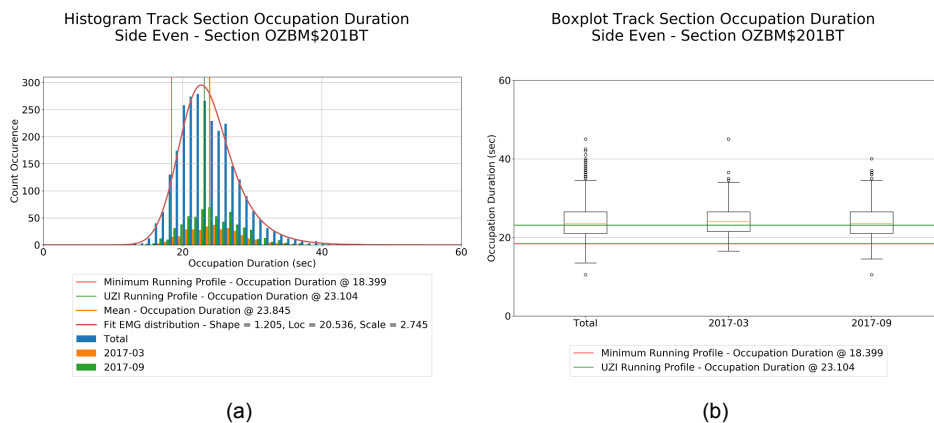 Histogram Track Section Occupation Duration
Side Even - Section OZBM$201BT
300
250
200
150
100
50
0
Count Occurence
0
20
40
60
Occupation Duration (sec)
Minimum Running Profile - Occupation Duration @ 18.399
UZI Running Profile - Occupation Duration @ 23.104
Mean - Occupation Duration @ 23.845
Fit EMG distribution - Shape = 1.205, Loc = 20.536, Scale = 2.745
Total
2017-03
2017-09
(a)
Boxplot Track Section Occupation Duration
Side Even - Section OZBM$201BT
60
40
20
0
Occupation Duration (sec)
Total
2017-03
2017-09
Minimum Running Profile - Occupation Duration @ 18.399
UZI Running Profile - Occupation Duration @ 23.104
(b)